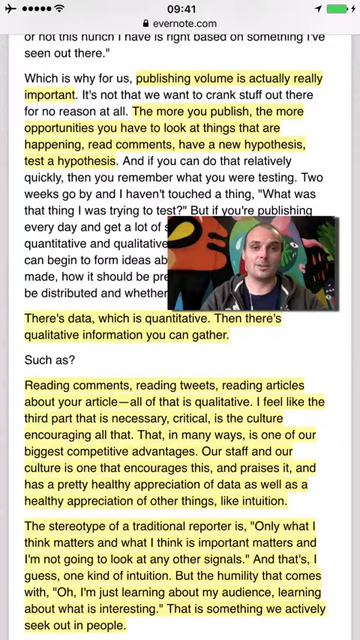 09:41
evernote.com
or not this hunch I have is right based on something I've
seen out there."
Which is why for us, publishing volume is actually really
important. It's not that we want to crank stuff out there
for no reason at all. The more you publish, the more
opportunities you have to look at things that are
happening, read comments, have a new hypothesis,
test a hypothesis. And if you can do that relatively
quickly, then you remember what you were testing. Two
weeks go by and I haven't touched a thing, "What was
that thing I was trying to test?" But if you're publishing
every day and get a lot of
quantitative and qualitative
can begin to form ideas
made, how it should be
be distributed and whether
There's data, which is quantitative. Then there's
qualitative information you can gather.
Such as?
Reading comments, reading tweets, reading articles
about your article—all of that is qualitative. I feel like the
third part that is necessary, critical, is the culture
encouraging all that. That, in many ways, is one of our
biggest competitive advantages. Our staff and our
culture is one that encourages this, and praises it, and
has a pretty healthy appreciation of data as well as a
healthy appreciation of other things, like intuition.
The stereotype of a traditional reporter is, "Only what I
think matters and what I think is important matters and
I'm not going to look at any other signals." And that's, I
guess, one kind of intuition. But the humility that comes
with, "Oh, I'm just learning about my audience, learning
about what is interesting." That is something we actively
seek out in people.